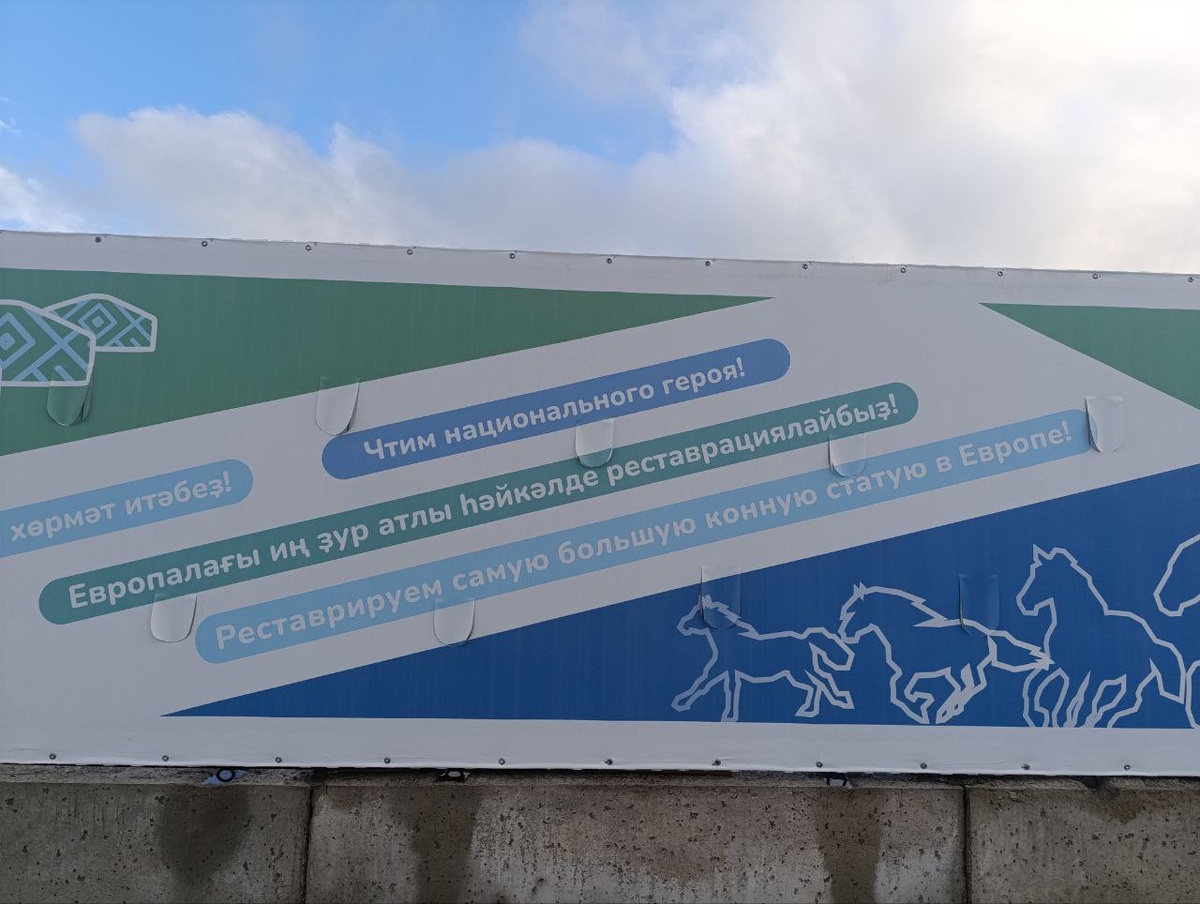 Чтим национального героя!
хөрмәт итәбеҙ!
Европалағы иң ҙур атлы һәйкәлде реставрациялайбыҙ!
Реставрируем самую большую конную статую в Европе!